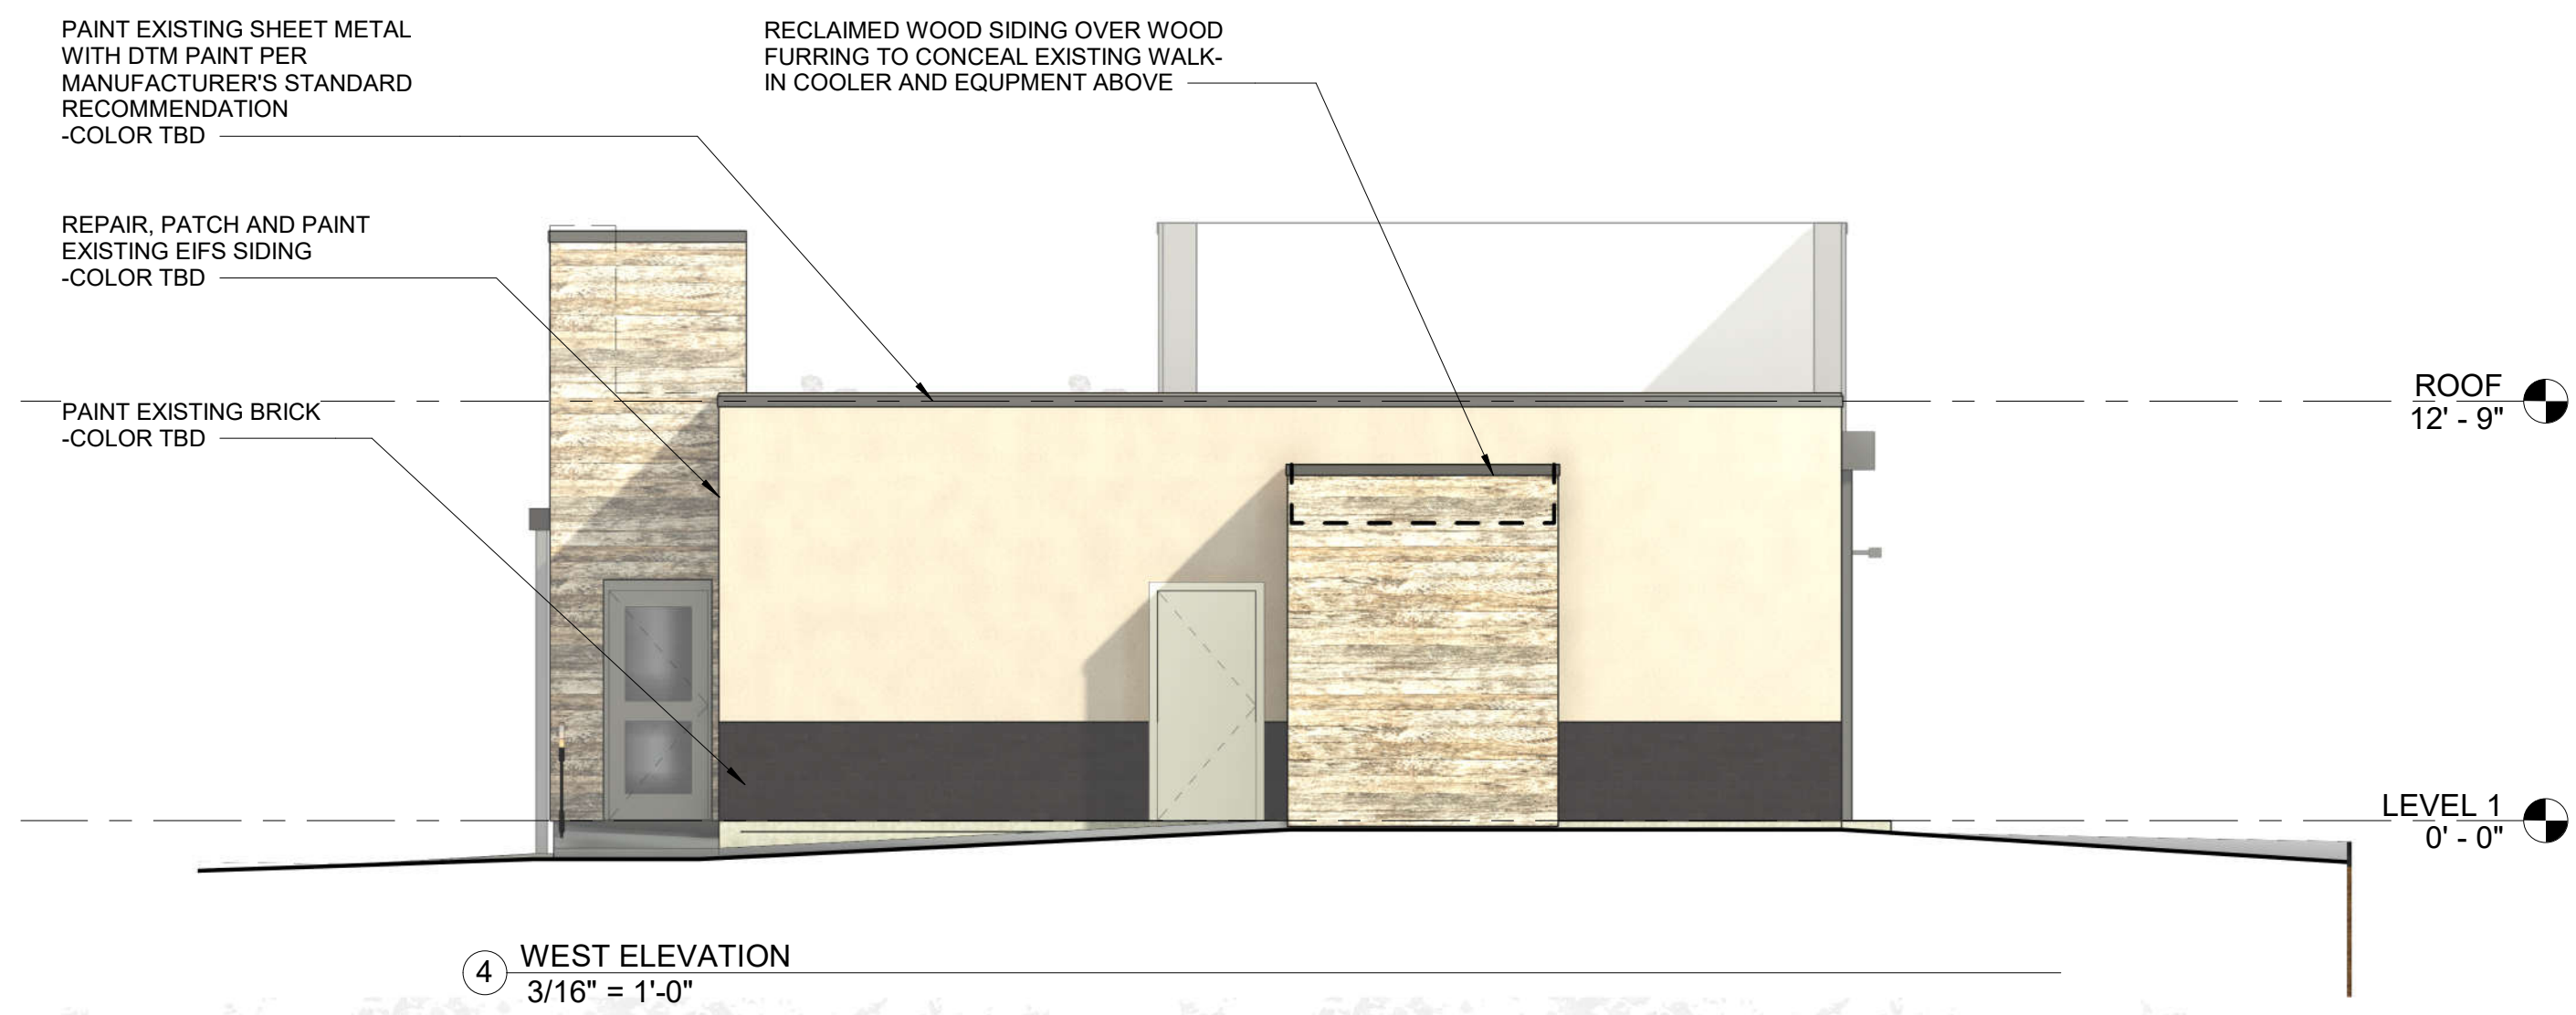 PAINT EXISTING SHEET METAL
WITH DTM PAINT PER
MANUFACTURER'S STANDARD
RECOMMENDATION
-COLOR TBD
RECLAIMED WOOD SIDING OVER WOOD
FURRING TO CONCEAL EXISTING WALK-
IN COOLER AND EQUPMENT ABOVE
REPAIR, PATCH AND PAINT
EXISTING EIFS SIDING
-COLOR TBD
PAINT EXISTING BRICK
-COLOR TBD
ROOF
12' - 9"
LEVEL 1
0' - 0"
4
WEST ELEVATION
3/16" = 1'-0"